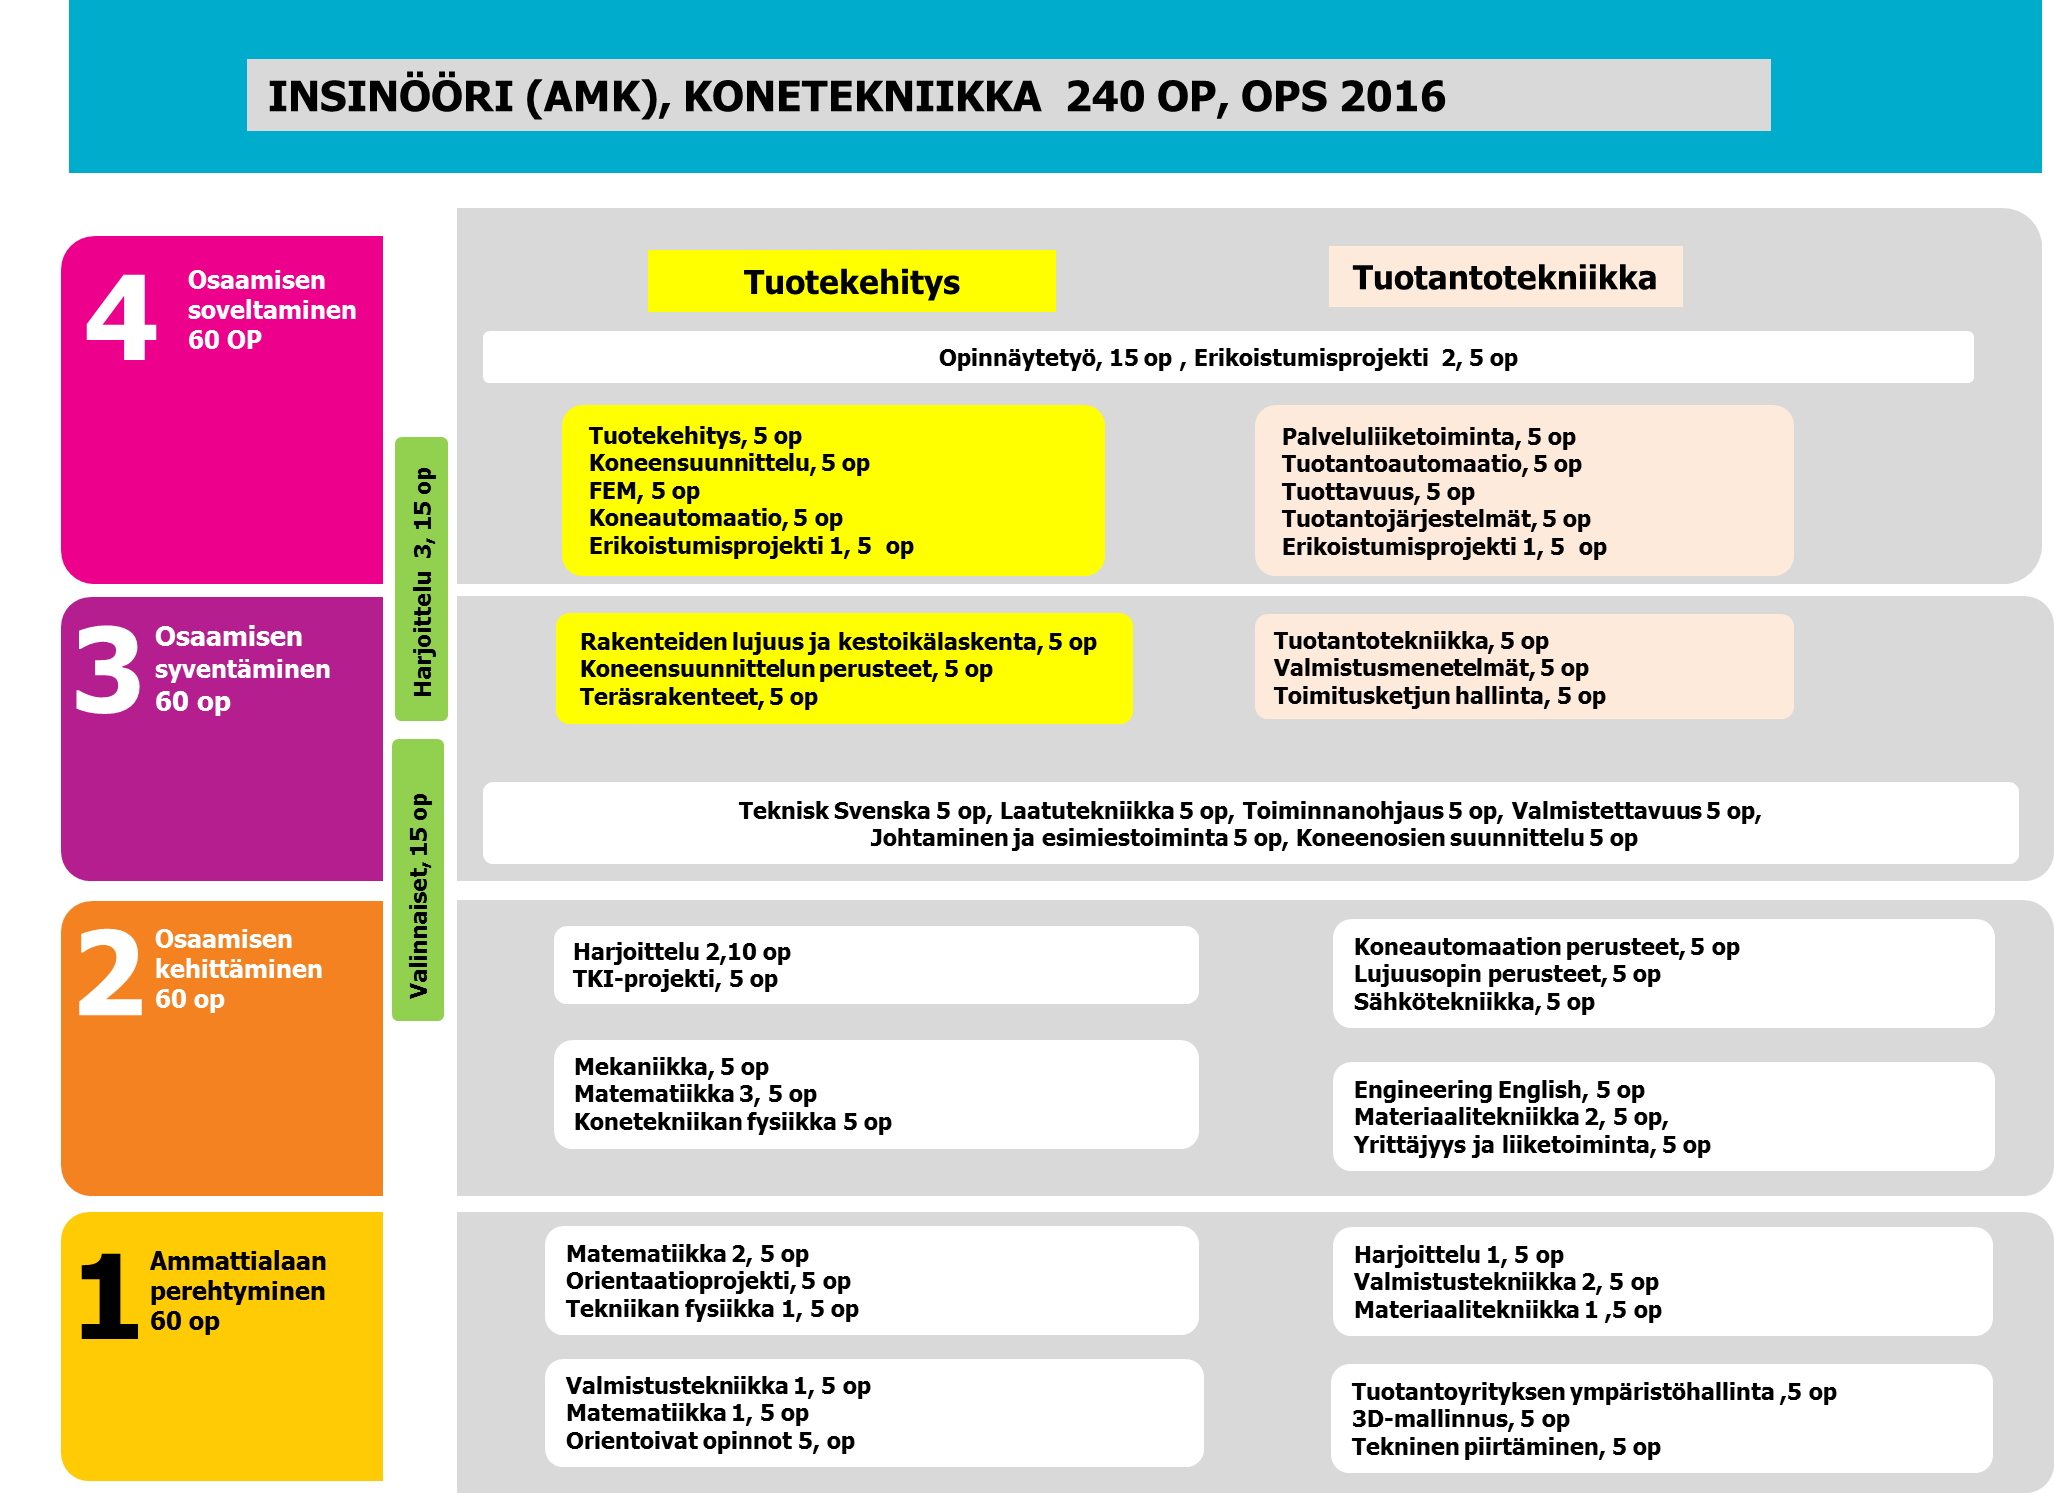 INSINÖÖRI (AMK), KONETEKNIIKKA  240 OP, OPS 2016
4
Osaamisen
soveltaminen
60 OP
Tuotekehitys
Tuotantotekniikka
Opinnäytetyö, 15 op , Erikoistumisprojekti  2, 5 op
Tuotekehitys, 5 op
Koneensuunnittelu, 5 op
FEM, 5 op
Koneautomaatio, 5 op
Erikoistumisprojekti 1, 5  op
Palveluliiketoiminta, 5 op
Tuotantoautomaatio, 5 op
Tuottavuus, 5 op
Tuotantojärjestelmät, 5 op
Erikoistumisprojekti 1, 5  op
Harjoittelu  3, 15 op
3
Osaamisen
syventäminen
60 op
Rakenteiden lujuus ja kestoikälaskenta, 5 op
Koneensuunnittelun perusteet, 5 op
Teräsrakenteet, 5 op
Tuotantotekniikka, 5 op
Valmistusmenetelmät, 5 op
Toimitusketjun hallinta, 5 op
Teknisk Svenska 5 op, Laatutekniikka 5 op, Toiminnanohjaus 5 op, Valmistettavuus 5 op,
Johtaminen ja esimiestoiminta 5 op, Koneenosien suunnittelu 5 op
Valinnaiset, 15 op
2
Osaamisen
kehittäminen
60 op
Harjoittelu 2,10 op
TKI-projekti, 5 op
Koneautomaation perusteet, 5 op
Lujuusopin perusteet, 5 op
Sähkötekniikka, 5 op
Mekaniikka, 5 op
Matematiikka 3, 5 op
Konetekniikan fysiikka 5 op
Engineering English, 5 op
Materiaalitekniikka 2, 5 op,
Yrittäjyys ja liiketoiminta, 5 op
1
Ammattialaan
perehtyminen
60 op
Matematiikka 2, 5 op
Orientaatioprojekti, 5 op
Tekniikan fysiikka 1, 5 op
Harjoittelu 1, 5 op
Valmistustekniikka 2, 5 op
Materiaalitekniikka 1 ,5 op
Valmistustekniikka 1, 5 op
Matematiikka 1, 5 op
Orientoivat opinnot 5, op
Tuotantoyrityksen ympäristöhallinta ,5 op
3D-mallinnus, 5 op
Tekninen piirtäminen, 5 op